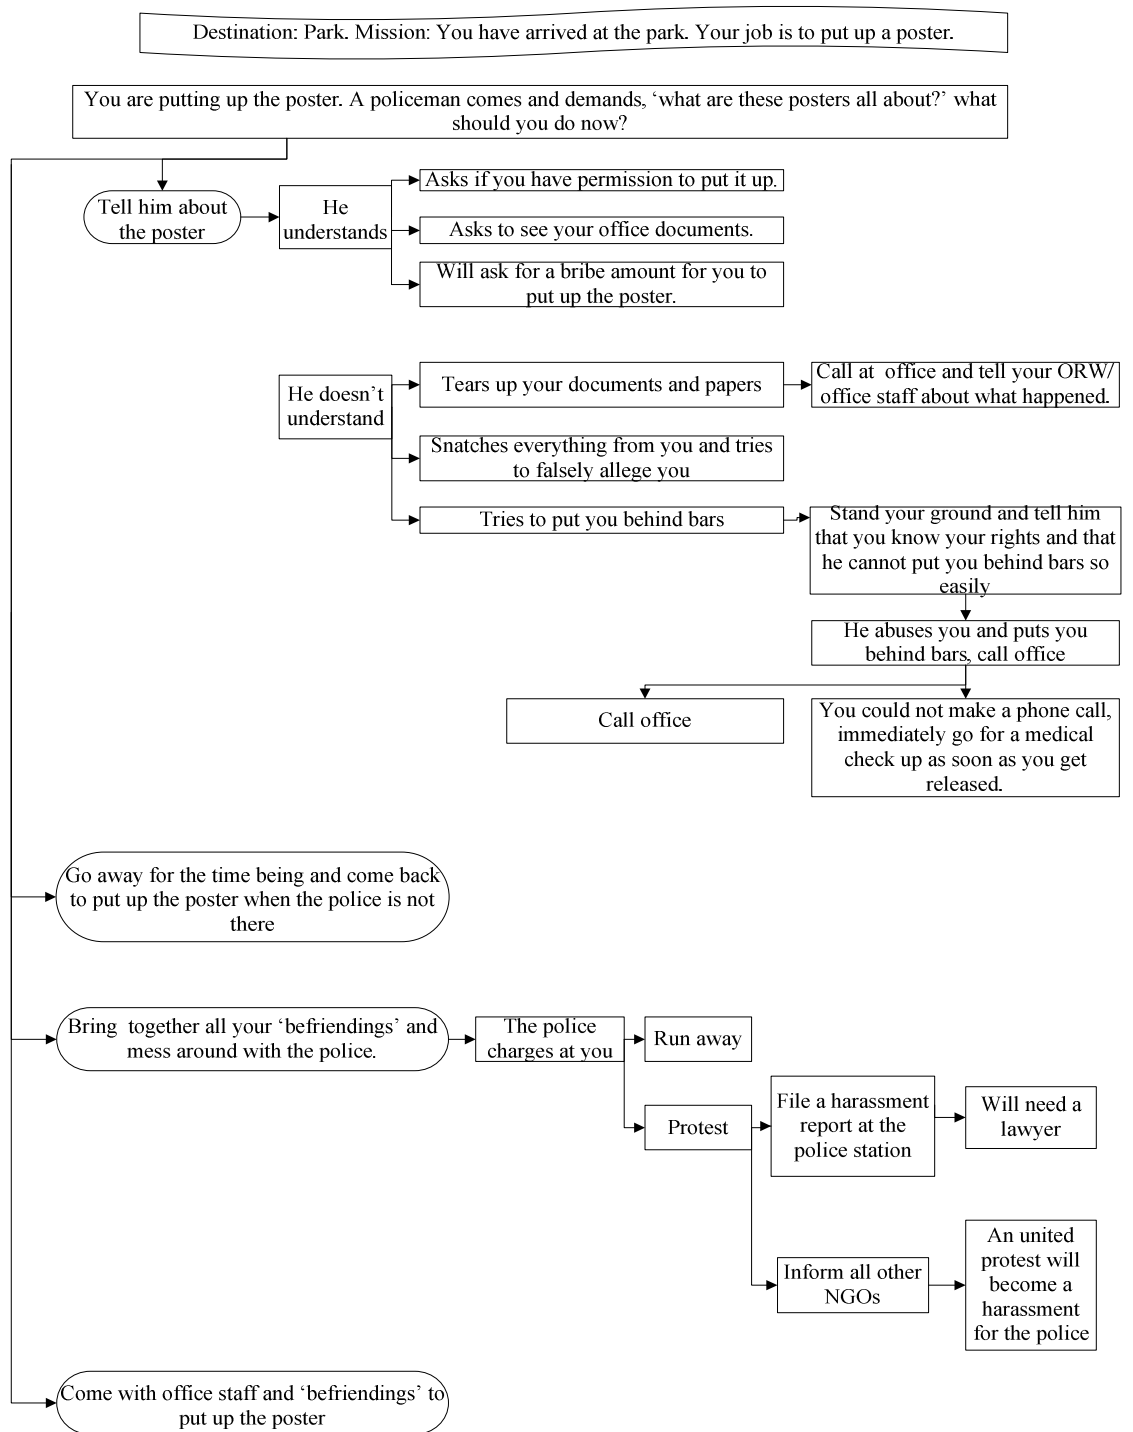 Destination: Park. Mission: You have arrived at the park. Your job is to put up a poster.
You are putting up the poster. A policeman comes and demands, ‘what are these posters all about?’ what
should you do now?
Tell him about
the poster
He
understands
Asks if you have permission to put it up.
Asks to see your office documents.
Will ask for a bribe amount for you to
put up the poster.
He doesn’t
understand
Tears up your documents and papers
Call at office and tell your ORW/
office staff about what happened.
Snatches everything from you and tries
to falsely allege you
Tries to put you behind bars
Stand your ground and tell him
that you know your rights and that
he cannot put you behind bars so
easily
He abuses you and puts you
behind bars, call office
Call office
You could not make a phone call,
immediately go for a medical
check up as soon as you get
released.
Go away for the time being and come back
to put up the poster when the police is not
there
Bring together all your ‘befriendings’ and
mess around with the police.
The police
charges at you
Run away
Protest
File a harassment
report at the
police station
Will need a
lawyer
Inform all other
NGOs
An united
protest will
become a
harassment
for the police
Come with office staff and ‘befriendings’ to
put up the poster